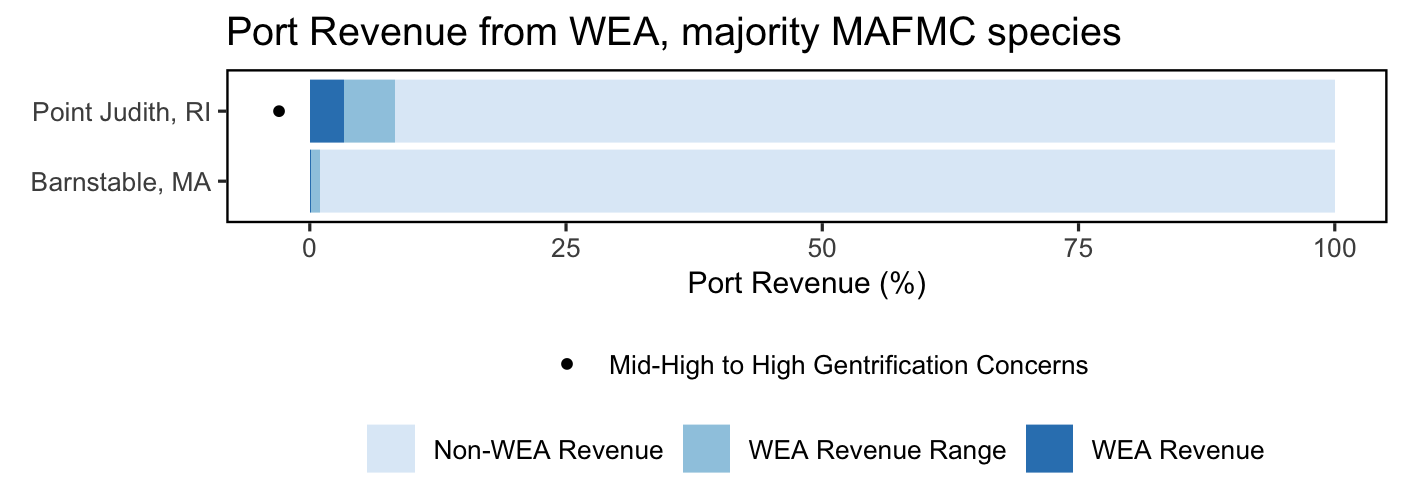 Port Revenue from WEA, majority MAFMC species
Point Judith, RI
Barnstable, MA
0 25 50 75 100
Port Revenue (%)
Mid-High to High Gentrification Concerns
Non-WEA Revenue WEA Revenue Range WEA Revenue